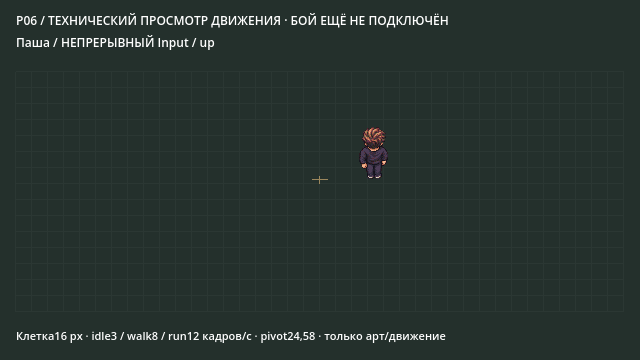 P06 / ТЕХНИЧЕСКИЙ ПРОСМОТР ДВИЖЕНИЯ · БОЙ ЕЩЁ НЕ ПОДКЛЮЧЁН
Паша / НЕПРЕРЫВНЫЙ Input / up
Клетка16 px · idle3 / walk8 / run12 кадров/с · pivot24,58 · только арт/движение